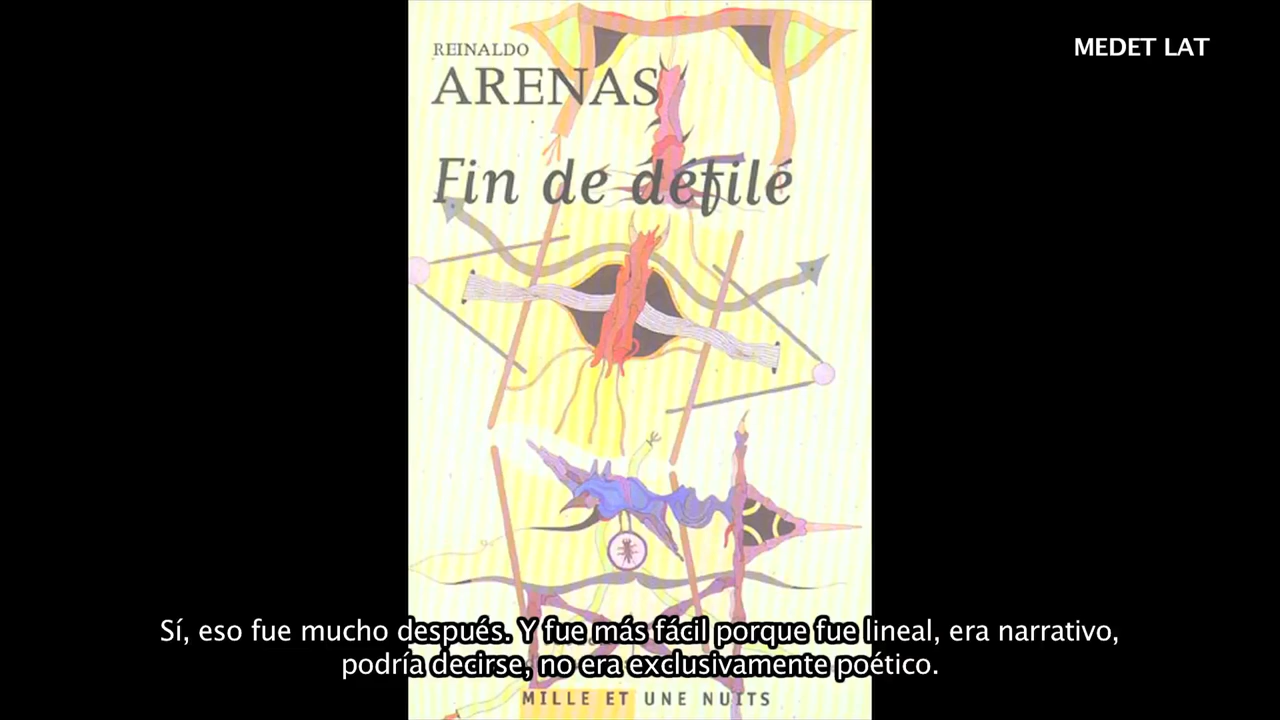 MEDET LAT
REINALDO
ARENAS
Fin de défilé
Sí, eso fue mucho después. Y fue más fácil porque fue lineal, era narrativo,
podría decirse, no era exclusivamente poético.
MILLE ET UNE NUITS